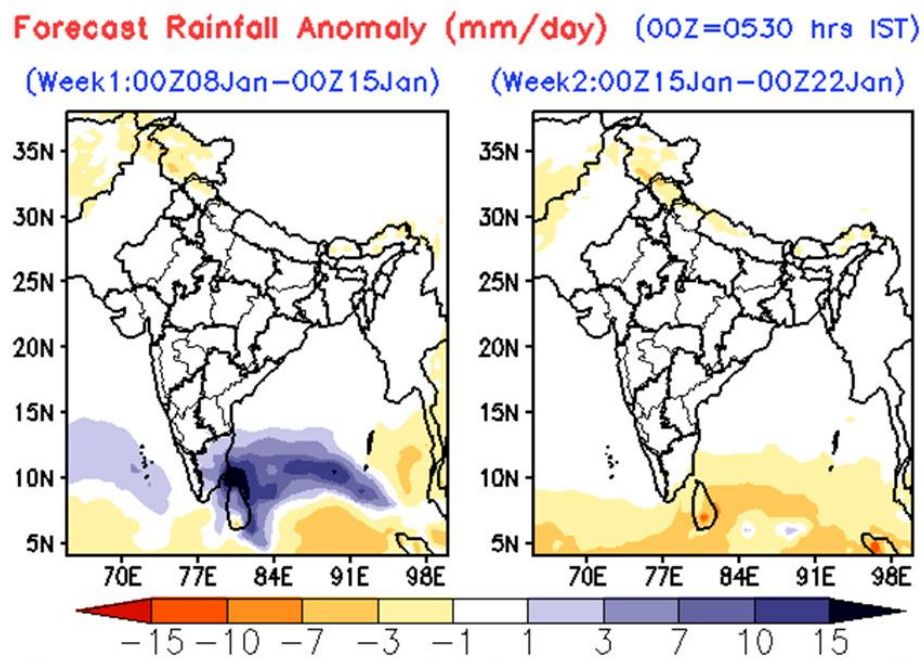 Forecast Rainfall Anomaly (mm/day) (00Z=0530 hrs IST)
(Week1:00Z08Jan−00Z15Jan) (Week2:00Z15Jan−00Z22Jan)
35N 35N
30N 30N
25N 25N
20N 20N
15N 15N
10N 10N
5N 5N
70E 77E 84E 91E 98E 70E 77E 84E 91E 98E
−15 −10 −7 −3 −1 1 3 7 10 15